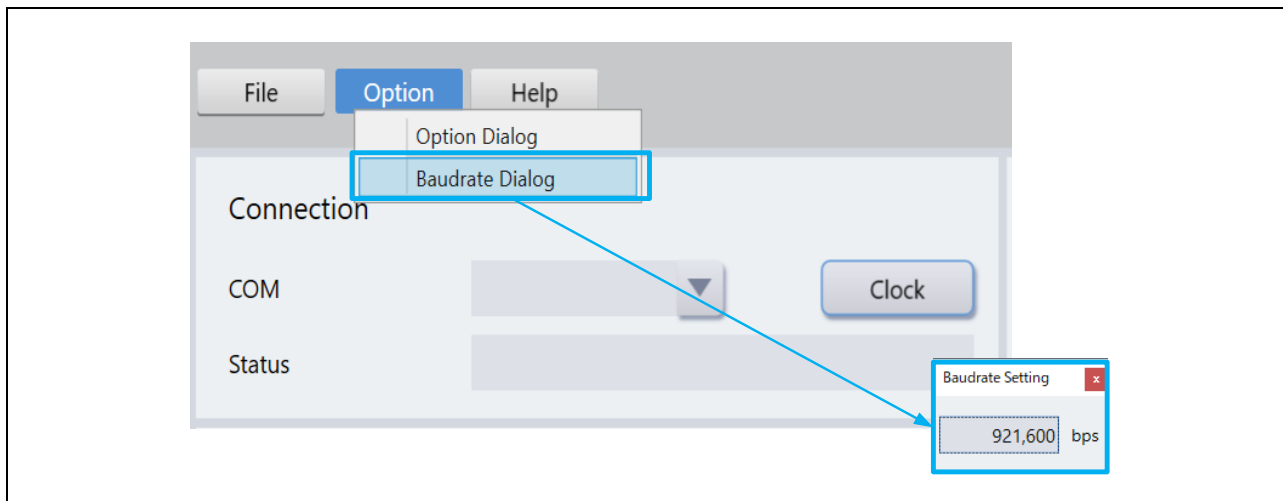 File Option Help
Option Dialog
Baudrate Dialog
Connection
COM Clock
Status
Baudrate Setting x
921,600 bps